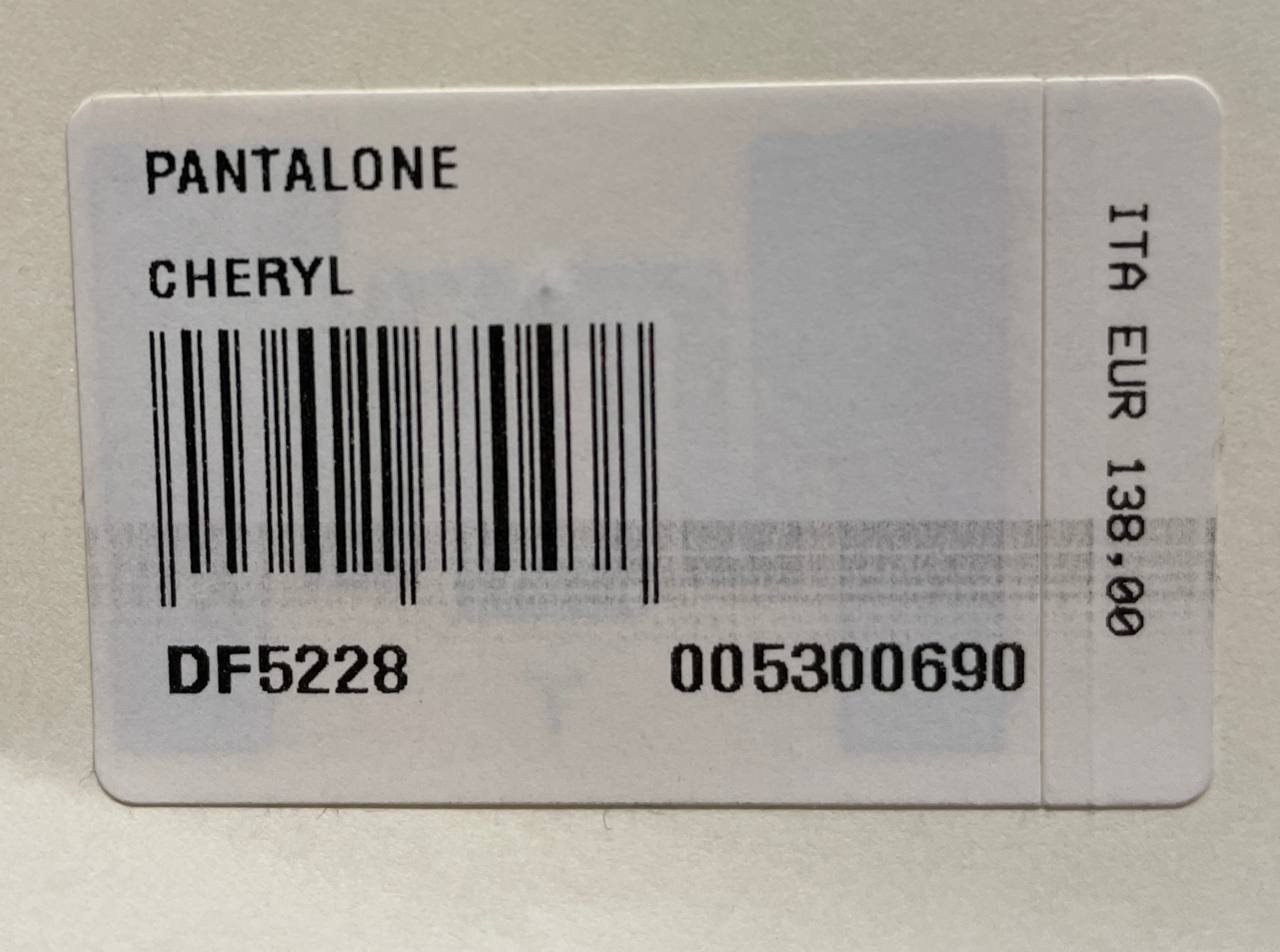 PANTALONE
CHERYL
DF5228 005300690
ITA EUR 138,00